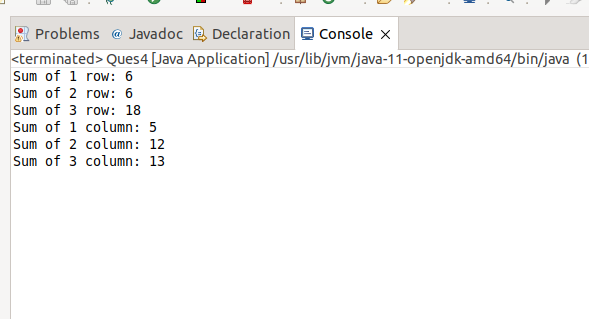 Problems @ Javadoc Declaration Console
<terminated> Ques4 [Java Application] /usr/lib/jvm/java-11-openjdk-amd64/bin/java (1
Sum of 1 row: 6
Sum of 2 row: 6
Sum of 3 row: 18
Sum of 1 column: 5
Sum of 2 column: 12
Sum of 3 column: 13